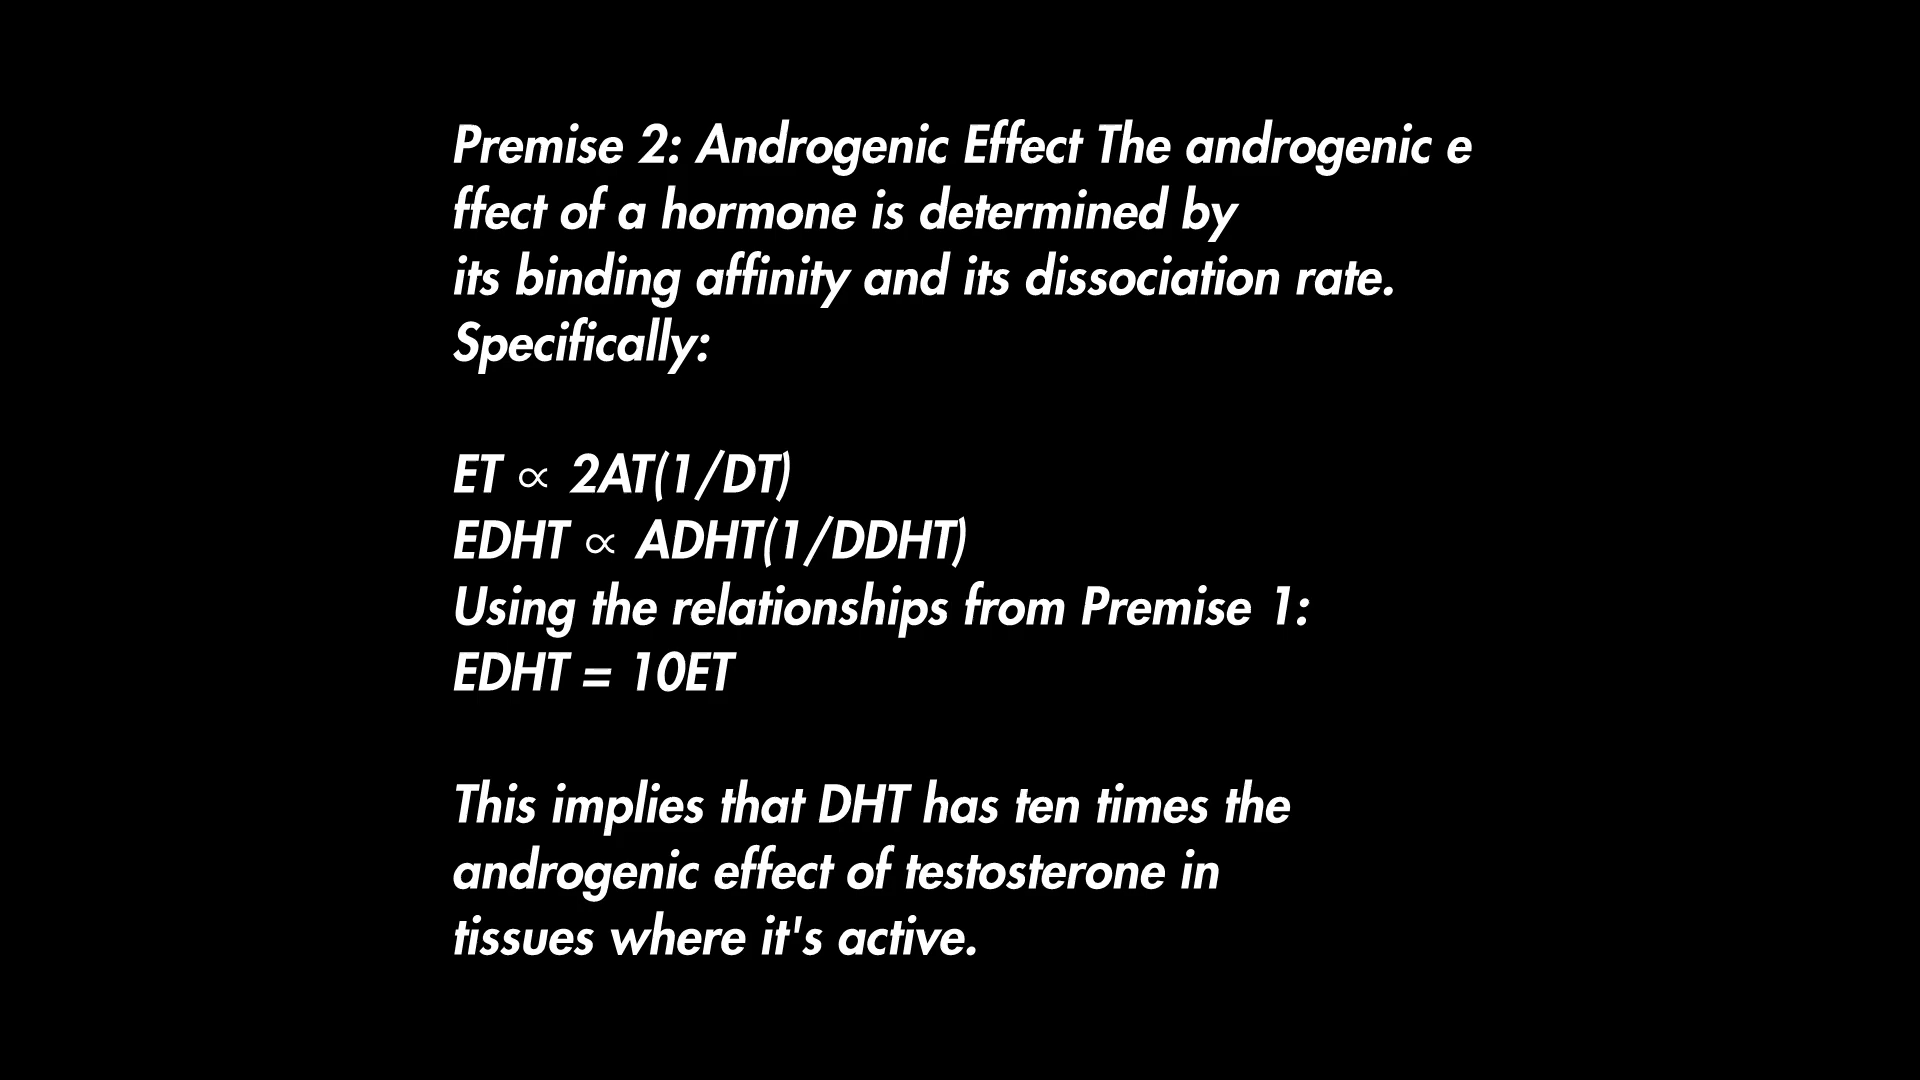 Premise 2: Androgenic Effect The androgenic e
ffect of a hormone is determined by
its binding affinity and its dissociation rate.
Specifically:
ET ∝ 2AT(1/DT)
EDHT ∝ ADHT(1/DDHT)
Using the relationships from Premise 1:
EDHT = 10ET
This implies that DHT has ten times the
androgenic effect of testosterone in
tissues where it's active.